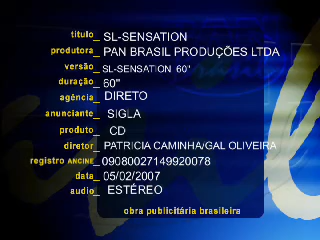 título_ SL-SENSATION
produtora_ PAN BRASIL PRODUÇÕES LTDA
versão_ SL-SENSATION 60"
duração_ 60"
agência_ DIRETO
anunciante_ SIGLA
produto_ CD
diretor_ PATRICIA CAMINHA/GAL OLIVEIRA
registro ANCINE_ 09080027149920078
data_ 05/02/2007
audio_ ESTÉREO
obra publicitária brasileira